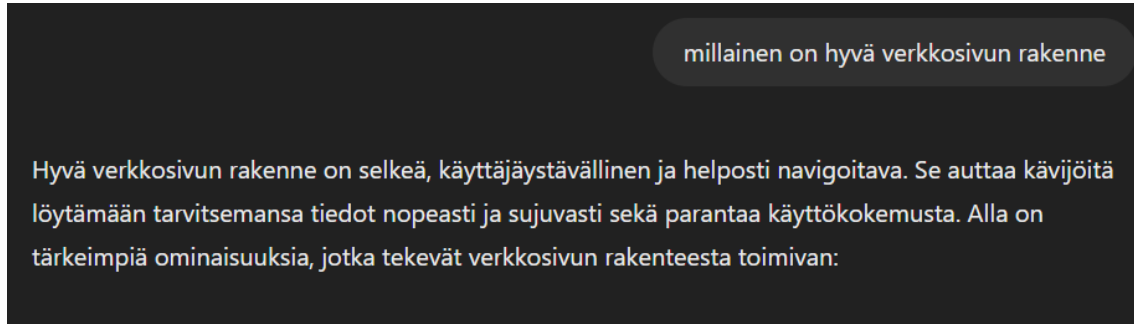 millainen on hyvä verkkosivun rakenne
Hyvä verkkosivun rakenne on selkeä, käyttäjäystävällinen ja helposti navigoitava. Se auttaa kävijöitä
löytämään tarvitsemansa tiedot nopeasti ja sujuvasti sekä parantaa käyttökokemusta. Alla on
tärkeimpiä ominaisuuksia, jotka tekevät verkkosivun rakenteesta toimivan: